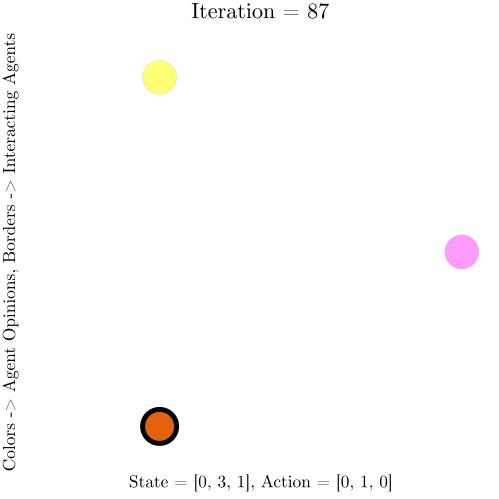 Iteration = 87
Colors -> Agent Opinions, Borders -> Interacting Agents
State = [0, 3, 1], Action = [0, 1, 0]